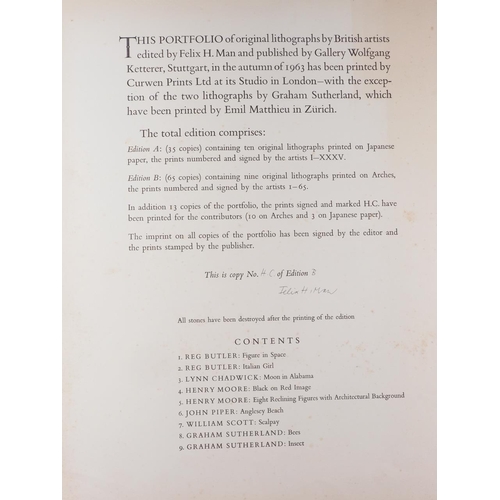 THIS PORTFOLIO of original lithographs by British artists
edited by Felix H. Man and published by Gallery Wolfgang
Ketterer, Stuttgart, in the autumn of 1963 has been printed by
Curwen Prints Ltd at its Studio in London—with the excep-
tion of the two lithographs by Graham Sutherland, which
have been printed by Emil Matthieu in Zürich.
The total edition comprises:
Edition A: (35 copies) containing ten original lithographs printed on Japanese
paper, the prints numbered and signed by the artists I–XXXV.
Edition B: (65 copies) containing nine original lithographs printed on Arches,
the prints numbered and signed by the artists 1–65.
In addition 13 copies of the portfolio, the prints signed and marked H.C. have
been printed for the contributors (10 on Arches and 3 on Japanese paper).
The imprint on all copies of the portfolio has been signed by the editor and
the prints stamped by the publisher.
This is copy No. of Edition B
Felix H. Man
All stones have been destroyed after the printing of the edition
CONTENTS
1. REG BUTLER: Figure in Space
2. REG BUTLER: Italian Girl
3. LYNN CHADWICK: Moon in Alabama
4. HENRY MOORE: Black on Red Image
5. HENRY MOORE: Eight Reclining Figures with Architectural Background
6. JOHN PIPER: Anglesey Beach
7. WILLIAM SCOTT: Scalpay
8. GRAHAM SUTHERLAND: Bees
9. GRAHAM SUTHERLAND: Insect